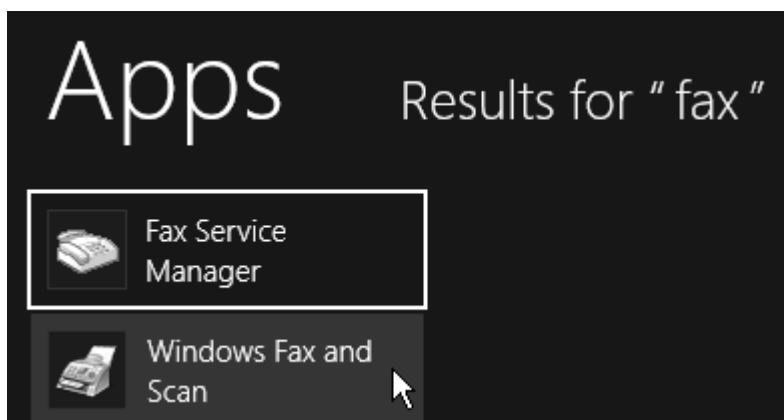 Apps
Results for "fax"
Fax Service
Manager
Windows Fax and
Scan